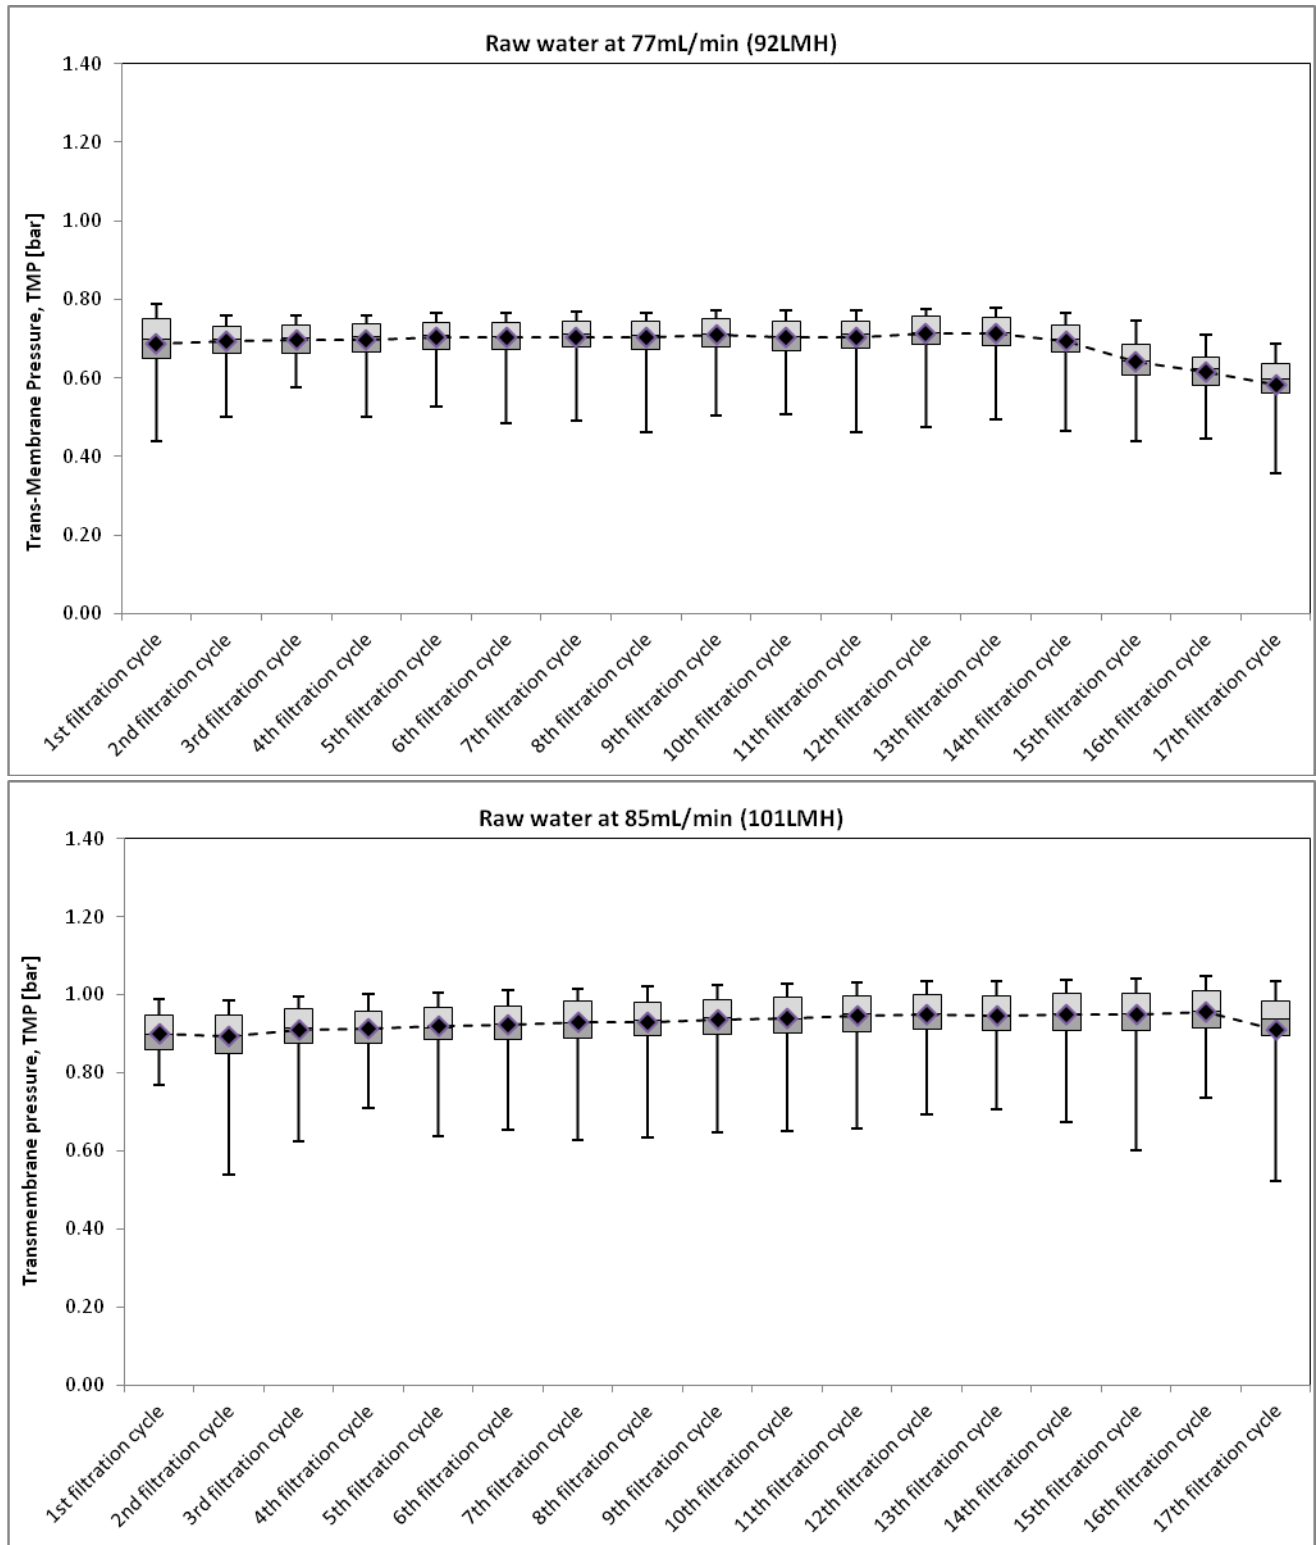 Raw water at 77mL/min (92LMH)
Trans-Membrane Pressure, TMP [bar]
1.40
1.20
1.00
0.80
0.60
0.40
0.20
0.00
1st filtration cycle
2nd filtration cycle
3rd filtration cycle
4th filtration cycle
5th filtration cycle
6th filtration cycle
7th filtration cycle
8th filtration cycle
9th filtration cycle
10th filtration cycle
11th filtration cycle
12th filtration cycle
13th filtration cycle
14th filtration cycle
15th filtration cycle
16th filtration cycle
17th filtration cycle
Raw water at 85mL/min (101LMH)
Transmembrane pressure, TMP [bar]
1.40
1.20
1.00
0.80
0.60
0.40
0.20
0.00
1st filtration cycle
2nd filtration cycle
3rd filtration cycle
4th filtration cycle
5th filtration cycle
6th filtration cycle
7th filtration cycle
8th filtration cycle
9th filtration cycle
10th filtration cycle
11th filtration cycle
12th filtration cycle
13th filtration cycle
14th filtration cycle
15th filtration cycle
16th filtration cycle
17th filtration cycle